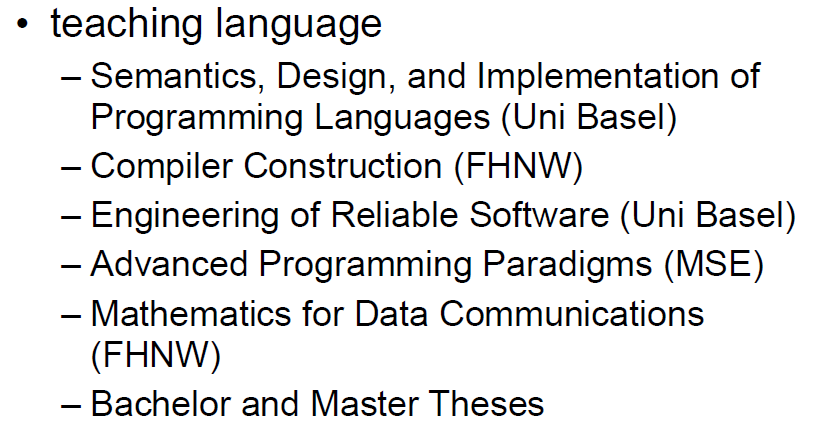 • teaching language
– Semantics, Design, and Implementation of
Programming Languages (Uni Basel)
– Compiler Construction (FHNW)
– Engineering of Reliable Software (Uni Basel)
– Advanced Programming Paradigms (MSE)
– Mathematics for Data Communications
(FHNW)
– Bachelor and Master Theses